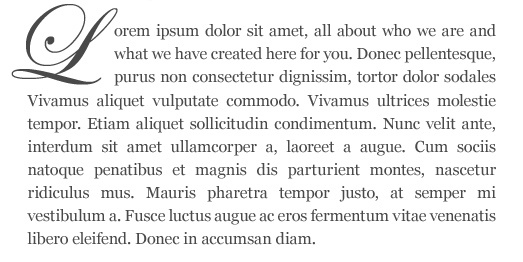 Lorem ipsum dolor sit amet, all about who we are and
what we have created here for you. Donec pellentesque,
purus non consectetur dignissim, tortor dolor sodales
Vivamus aliquet vulputate commodo. Vivamus ultrices molestie
tempor. Etiam aliquet sollicitudin condimentum. Nunc velit ante,
interdum sit amet ullamcorper a, laoreet a augue. Cum sociis
natoque penatibus et magnis dis parturient montes, nascetur
ridiculus mus. Mauris pharetra tempor justo, at semper mi
vestibulum a. Fusce luctus augue ac eros fermentum vitae venenatis
libero eleifend. Donec in accumsan diam.